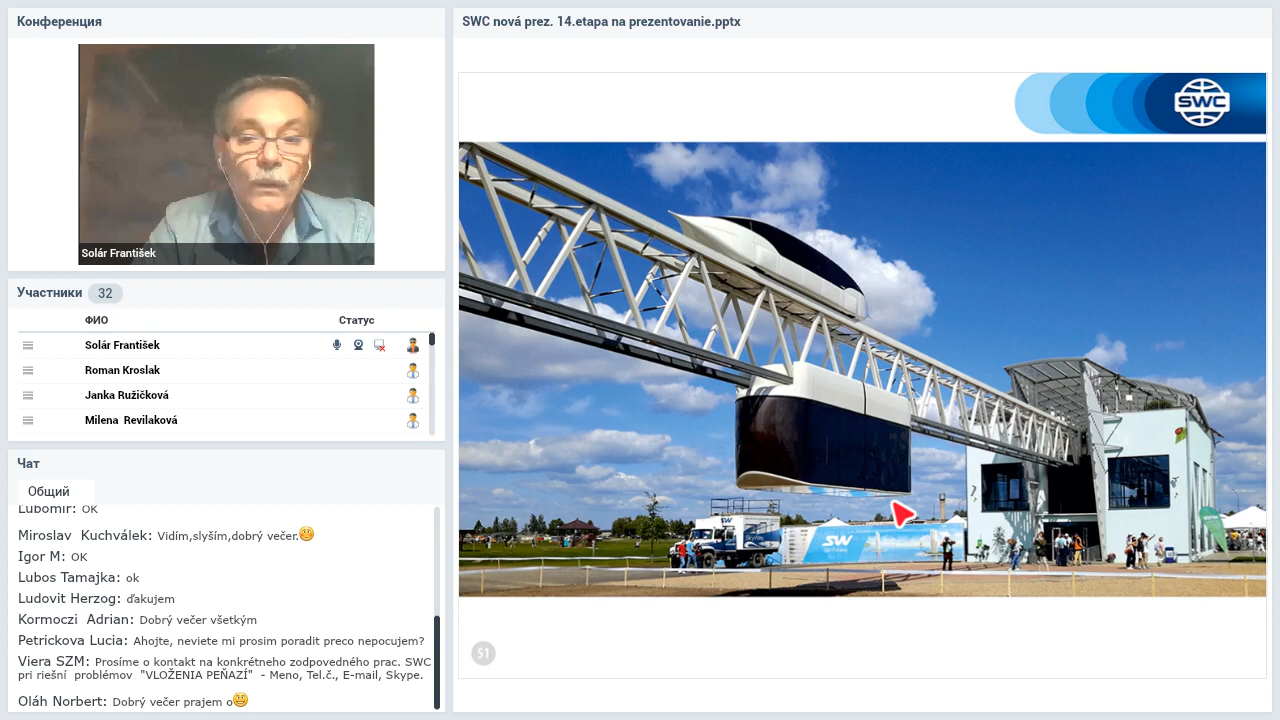 Конференция
Solár František
Участники 32
ФИО Статус
Solár František
Roman Kroslak
Janka Ružičková
Milena Revilaková
Чат
Общий
Lubomir: OK
Miroslav Kuchválek: Vidím,slyším,dobrý večer.
Igor M: OK
Lubos Tamajka: ok
Ludovit Herzog: ďakujem
Kormoczi Adrian: Dobrý večer všetkým
Petrickova Lucia: Ahojte, neviete mi prosim poradit preco nepocujem?
Viera SZM: Prosíme o kontakt na konkrétneho zodpovedného prac. SWC
pri riešní problémov "VLOŽENIA PEŇAZÍ" - Meno, Tel.č., E-mail, Skype.
Oláh Norbert: Dobrý večer prajem o
SWC nová prez. 14.etapa na prezentovanie.pptx
SWC
SW
SW
51